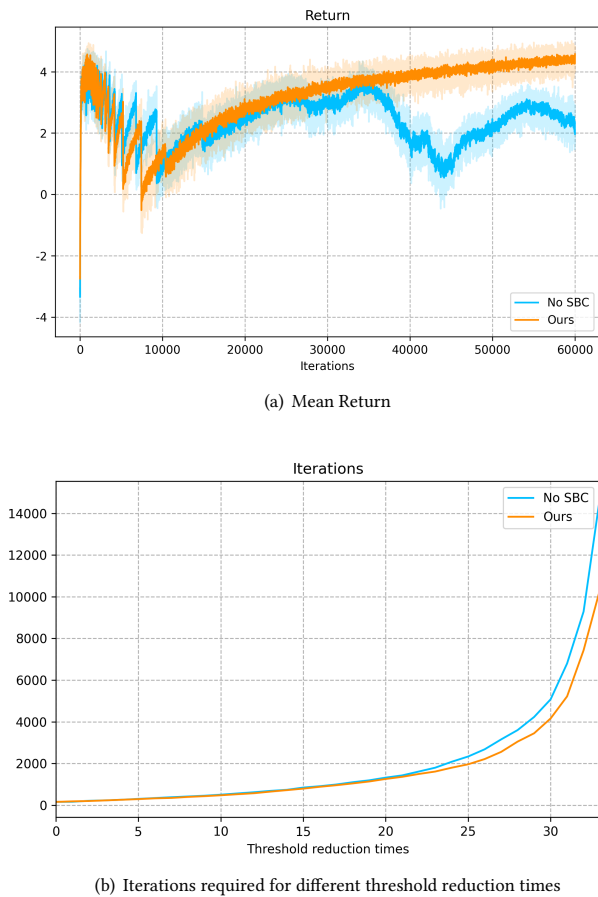 Return
4
2
0
-2
-4
No SBC
Ours
0 10000 20000 30000 40000 50000 60000
Iterations
(a) Mean Return
Iterations
14000
12000
10000
8000
6000
4000
2000
0
No SBC
Ours
0 5 10 15 20 25 30
Threshold reduction times
(b) Iterations required for different threshold reduction times